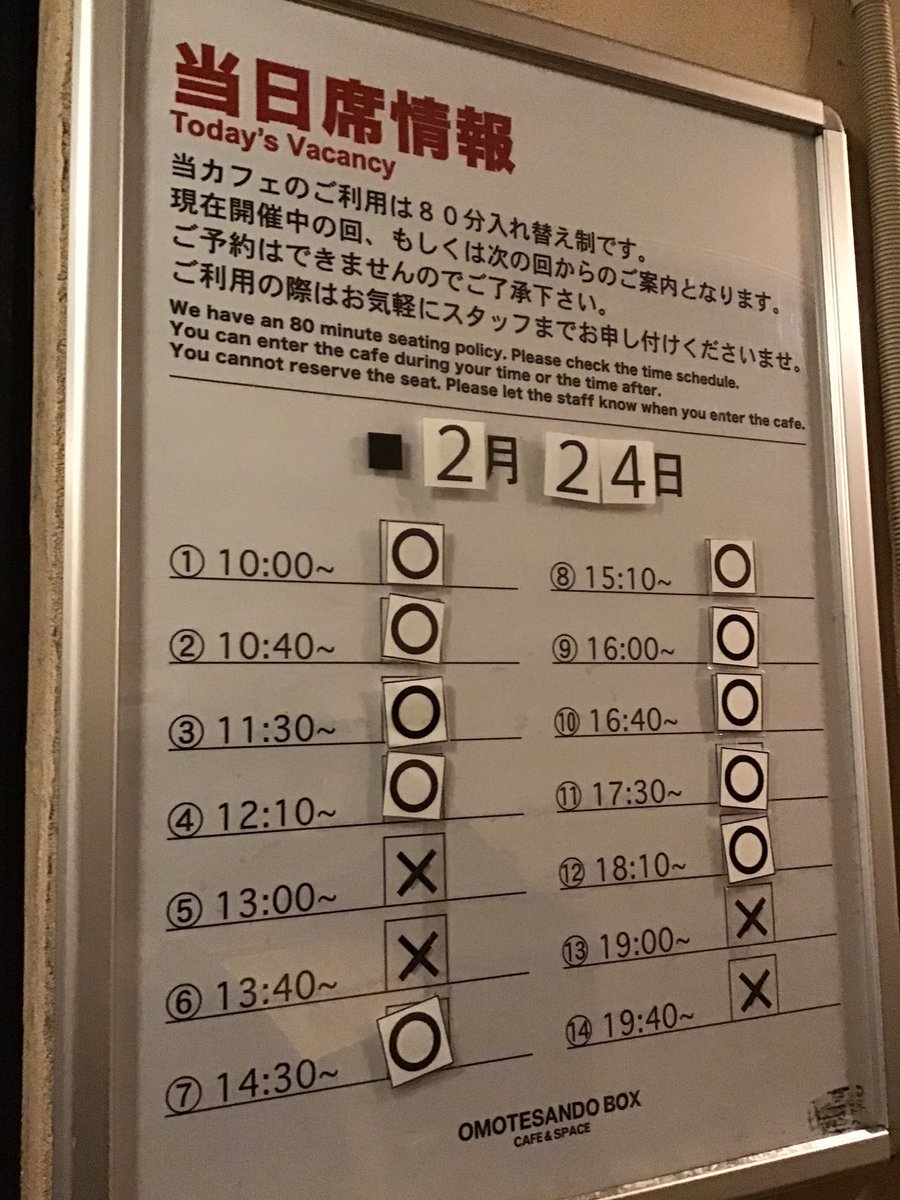 当日席情報
Today's Vacancy
当カフェのご利用は80分入れ替え制です。
現在開催中の回、もしくは次の回からのご案内となります。
ご予約はできませんのでご了承下さい。
ご利用の際はお気軽にスタッフまでお申し付けくださいませ。
We have an 80 minute seating policy. Please check the time schedule.
You can enter the cafe during your time or the time after.
You cannot reserve the seat. Please let the staff know when you enter the cafe.
■ 2月 24日
① 10:00~ ○
② 10:40~ ○
③ 11:30~ ○
④ 12:10~ ○
⑤ 13:00~ ×
⑥ 13:40~ ×
⑦ 14:30~ ○
⑧ 15:10~ ○
⑨ 16:00~ ○
⑩ 16:40~ ○
⑪ 17:30~ ○
⑫ 18:10~ ○
⑬ 19:00~ ×
⑭ 19:40~ ×
OMOTESANDO BOX
CAFE & SPACE